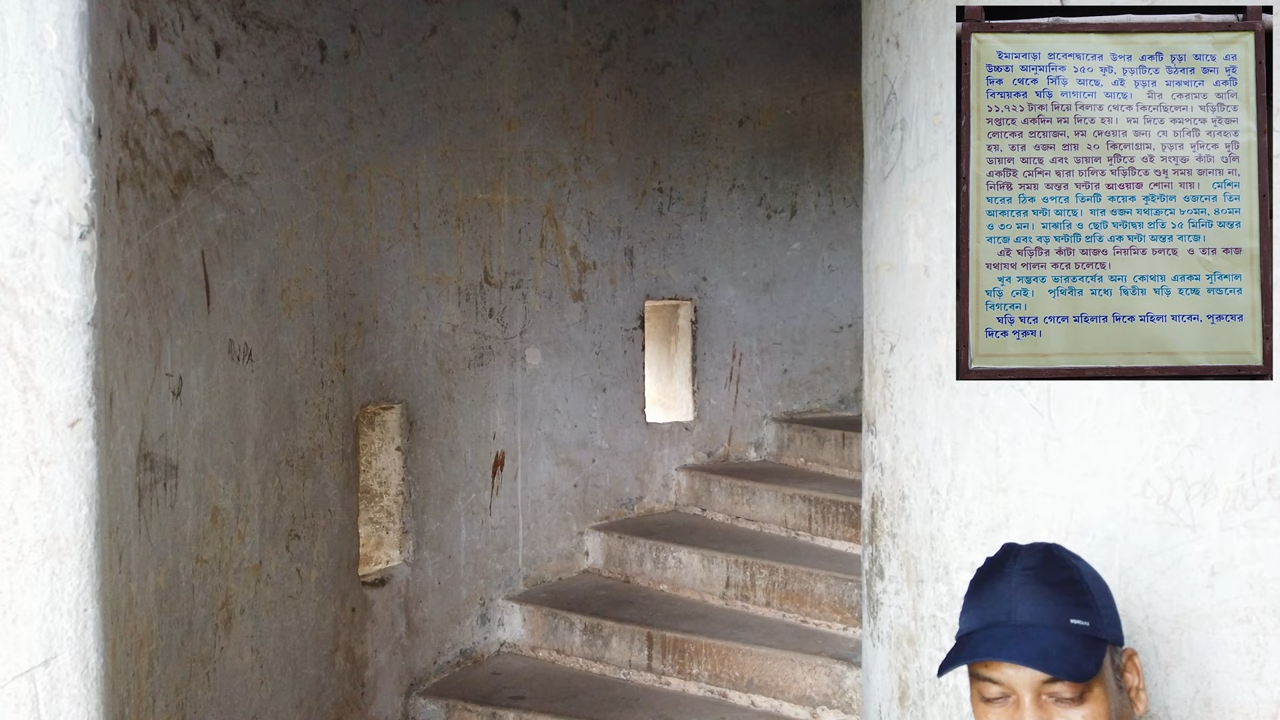 ইমামবাড়া প্রবেশদ্বারের উপর একটি চূড়া আছে এর
উচ্চতা আনুমানিক ১৫০ ফুট, চূড়াটিতে উঠবার জন্য দুই
দিক থেকে সিঁড়ি আছে, এই চূড়ার মাঝখানে একটি
বিস্ময়কর ঘড়ি লাগানো আছে। মীর কেরামত আলি
১১,৭২১ টাকা দিয়ে বিলাত থেকে কিনেছিলেন। ঘড়িটিতে
সপ্তাহে একদিন দম দিতে হয়। দম দিতে কমপক্ষে দুইজন
লোকের প্রয়োজন, দম দেওয়ার জন্য যে চাবিটি ব্যবহৃত
হয়, তার ওজন প্রায় ২০ কিলোগ্রাম, চূড়ার দুদিকে দুটি
ডায়াল আছে এবং ডায়াল দুটিতে ওই সংযুক্ত কাঁটা গুলি
একটিই মেশিন দ্বারা চালিত ঘড়িটিতে শুধু সময় জানায় না,
নির্দিষ্ট সময় অন্তর ঘন্টার আওয়াজ শোনা যায়। মেশিন
ঘরের ঠিক ওপরে তিনটি কয়েক কুইন্টাল ওজনের তিন
আকারের ঘন্টা আছে। যার ওজন যথাক্রমে ৮০মন, ৪০মন
ও ৩০ মন। মাঝারি ও ছোট ঘন্টাদ্বয় প্রতি ১৫ মিনিট অন্তর
বাজে এবং বড় ঘন্টাটি প্রতি এক ঘন্টা অন্তর বাজে।
এই ঘড়িটির কাঁটা আজও নিয়মিত চলছে ও তার কাজ
যথাযথ পালন করে চলেছে।
খুব সম্ভবত ভারতবর্ষের অন্য কোথায় এরকম সুবিশাল
ঘড়ি নেই। পৃথিবীর মধ্যে দ্বিতীয় ঘড়ি হচ্ছে লন্ডনের
বিগবেন।
ঘড়ি ঘরে গেলে মহিলার দিকে মহিলা যাবেন, পুরুষের
দিকে পুরুষ।